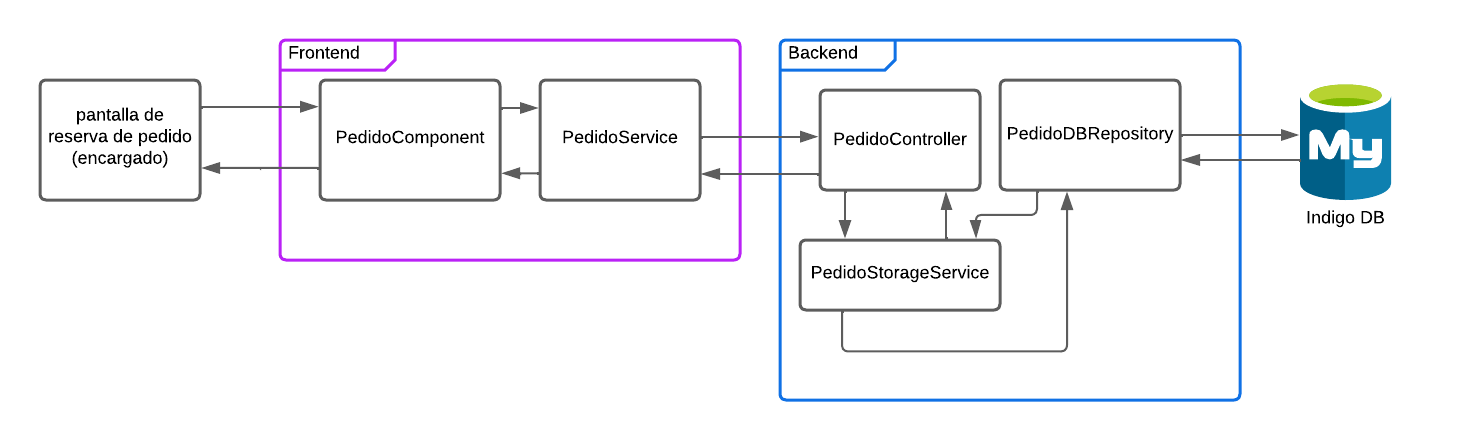 Frontend
Backend
pantalla de
reserva de pedido
(encargado)
PedidoComponent
PedidoService
PedidoController
PedidoDBRepository
My
Indigo DB
PedidoStorageService